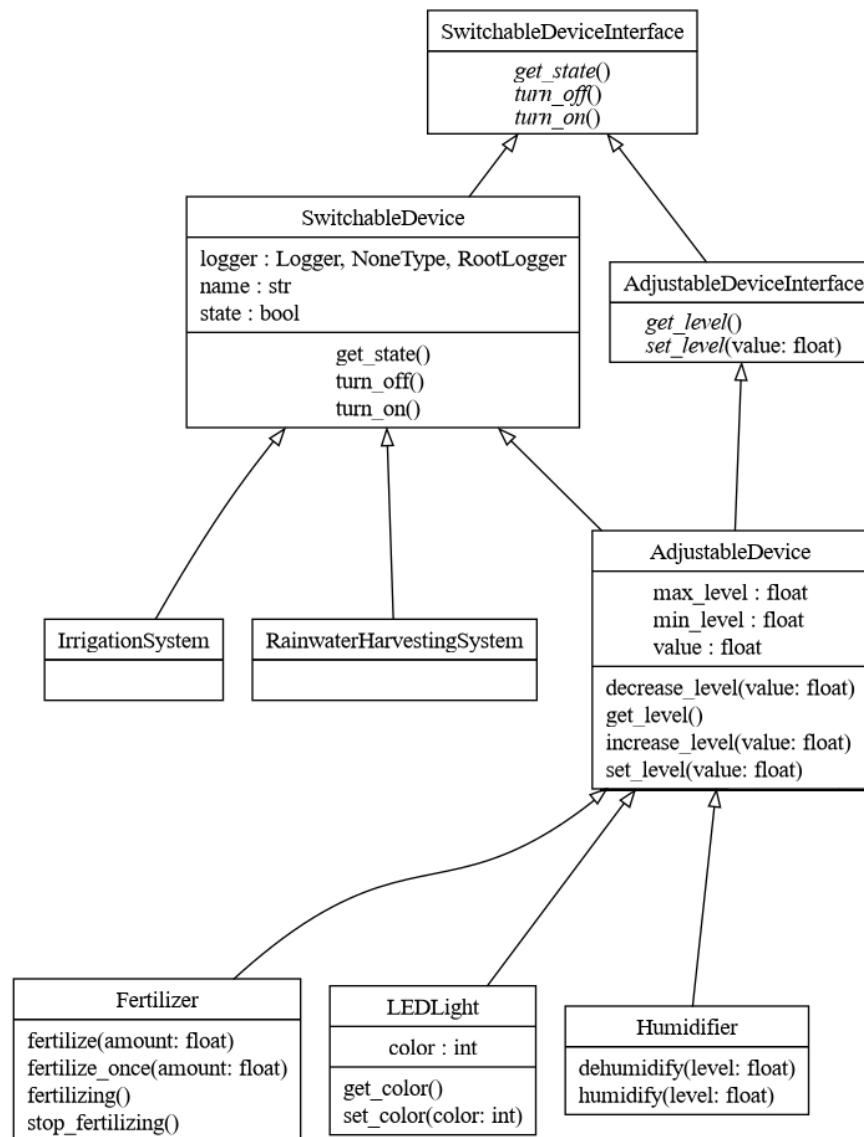 SwitchableDeviceInterface
get_state()
turn_off()
turn_on()
SwitchableDevice
logger : Logger, NoneType, RootLogger
name : str
state : bool
get_state()
turn_off()
turn_on()
AdjustableDeviceInterface
get_level()
set_level(value: float)
IrrigationSystem
RainwaterHarvestingSystem
AdjustableDevice
max_level : float
min_level : float
value : float
decrease_level(value: float)
get_level()
increase_level(value: float)
set_level(value: float)
Fertilizer
fertilize(amount: float)
fertilize_once(amount: float)
fertilizing()
stop_fertilizing()
LEDLight
color : int
get_color()
set_color(color: int)
Humidifier
dehumidify(level: float)
humidify(level: float)